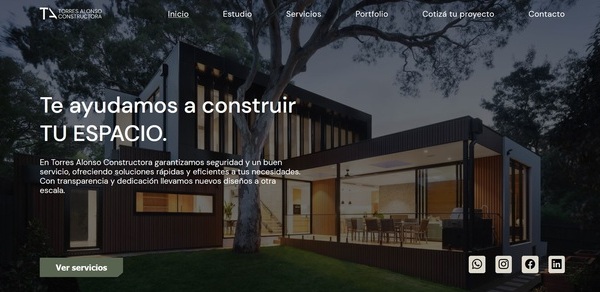 TORRES ALONSO
CONSTRUCTORA
Inicio
Estudio
Servicios
Portfolio
Cotizá tu proyecto
Contacto
Te ayudamos a construir
TU ESPACIO.
En Torres Alonso Constructora garantizamos seguridad y un buen
servicio, ofreciendo soluciones rápidas y eficientes a tus necesidades.
Con transparencia y dedicación llevamos nuevos diseños a otra
escala.
Ver servicios